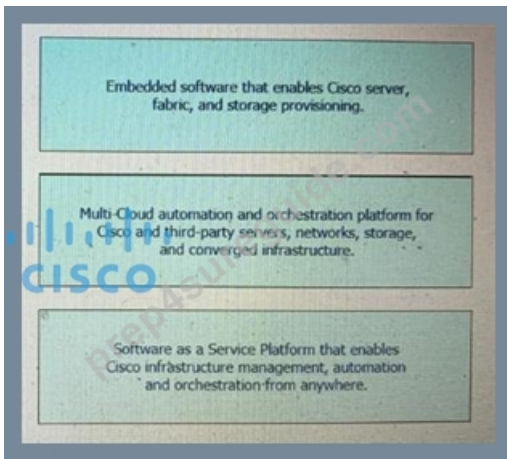 Embedded software that enables Cisco server,
fabric, and storage provisioning.
Multi-Cloud automation and orchestration platform for
Cisco and third-party servers, networks, storage,
and converged infrastructure.
CISCO
Software as a Service Platform that enables
Cisco infrastructure management, automation
and orchestration from anywhere.